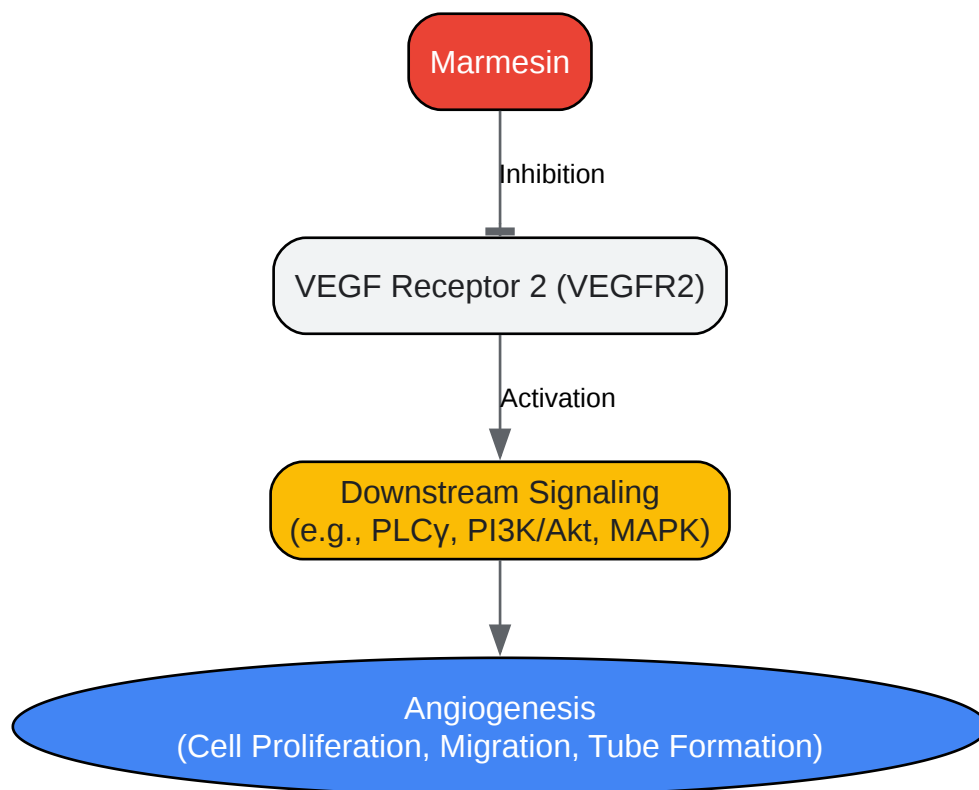 Marmesin
Inhibition
VEGF Receptor 2 (VEGFR2)
Activation
Downstream Signaling
(e.g., PLCγ, PI3K/Akt, MAPK)
Angiogenesis
(Cell Proliferation, Migration, Tube Formation)